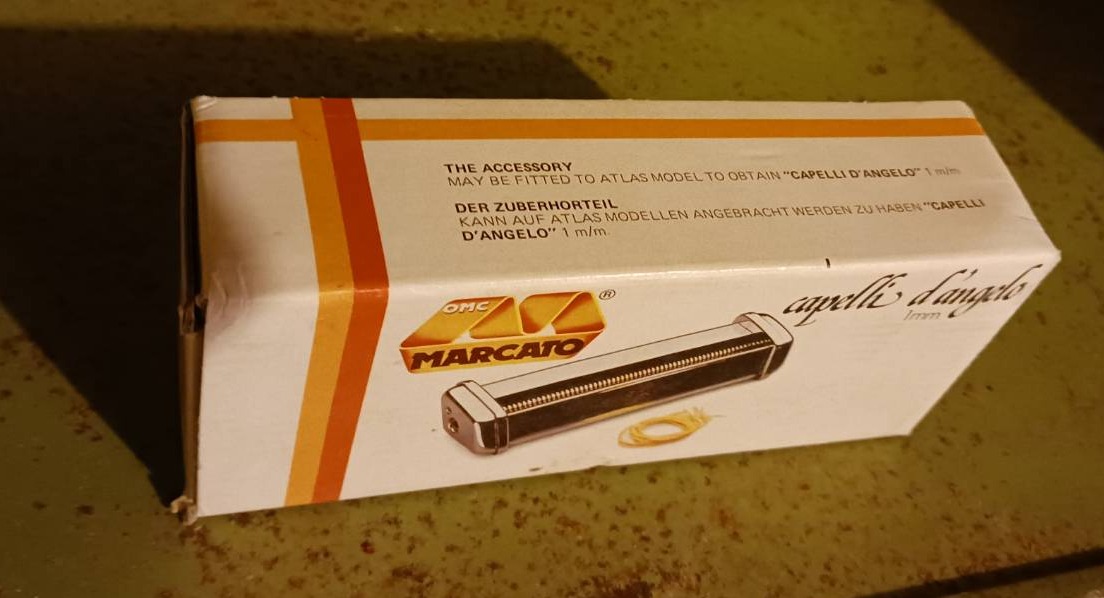 THE ACCESSORY
MAY BE FITTED TO ATLAS MODEL TO OBTAIN "CAPELLI D'ANGELO" 1 m/m
DER ZUBERHORTEIL
KANN AUF ATLAS MODELLEN ANGEBRACHT WERDEN ZU HABEN "CAPELLI
D'ANGELO" 1 m/m.
OMC
®
MARCATO
capelli d'angelo
1mm